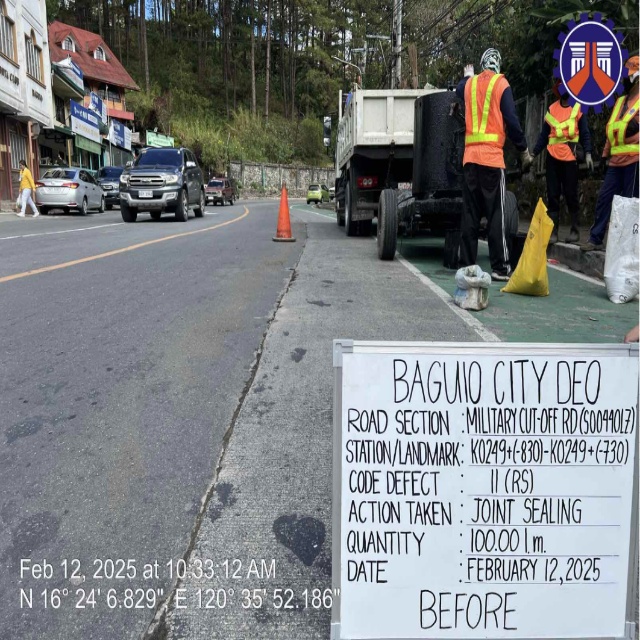 BAGUIO CITY DEO
ROAD SECTION : MILITARY CUT-OFF RD (S00440LZ)
STATION/LANDMARK: K0249+(-830)-K0249+(-730)
CODE DEFECT : 11 (RS)
ACTION TAKEN : JOINT SEALING
QUANTITY : 100.00 l.m.
DATE : FEBRUARY 12, 2025
BEFORE
Feb 12, 2025 at 10:33:12 AM
N 16° 24' 6.829", E 120° 35' 52.186"